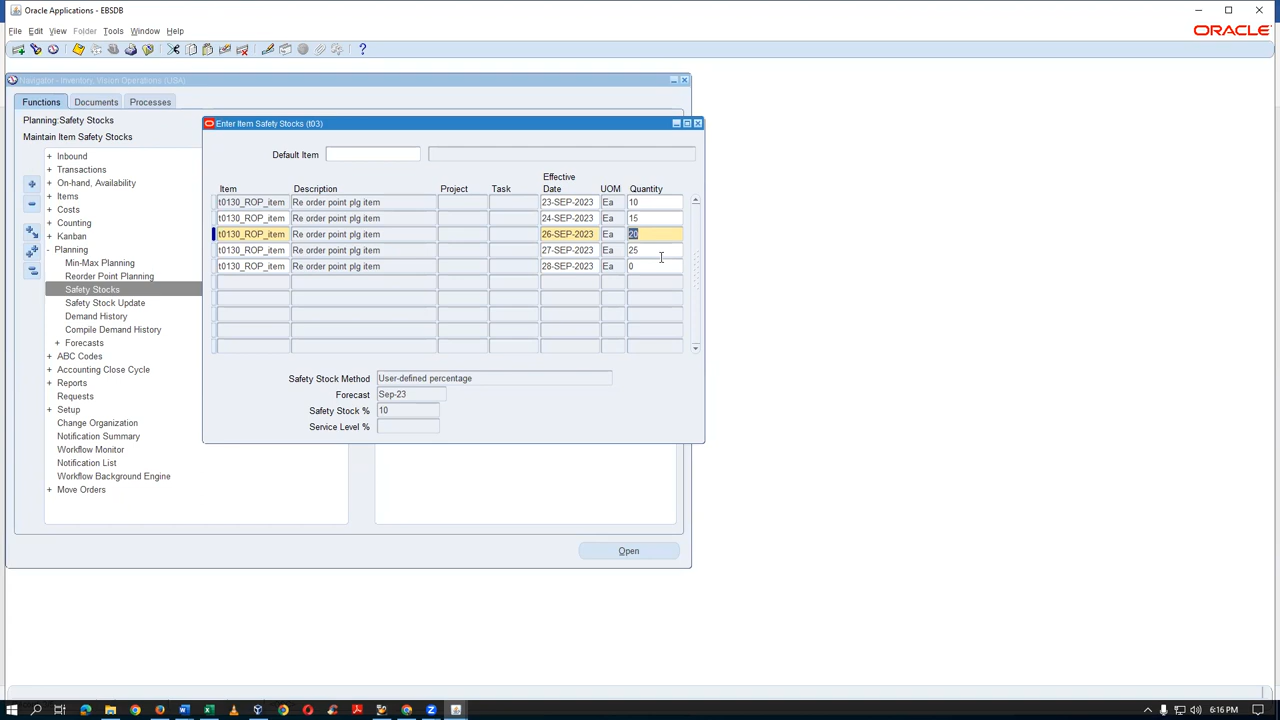 Oracle Applications - EBSDB
File Edit View Folder Tools Window Help
ORACLE
Navigator - Inventory, Vision Operations (USA)
Functions Documents Processes
Planning:Safety Stocks
Maintain Item Safety Stocks
+ Inbound
+ Transactions
+ On-hand, Availability
+ Items
+ Costs
+ Counting
+ Kanban
- Planning
Min-Max Planning
Reorder Point Planning
Safety Stocks
Safety Stock Update
Demand History
Compile Demand History
+ Forecasts
+ ABC Codes
+ Accounting Close Cycle
+ Reports
Requests
+ Setup
Change Organization
Notification Summary
Workflow Monitor
Notification List
Workflow Background Engine
+ Move Orders
Enter Item Safety Stocks (t03)
Default Item
Effective
Item Description Project Task Date UOM Quantity
t0130_ROP_item Re order point plg item 23-SEP-2023 Ea 10
t0130_ROP_item Re order point plg item 24-SEP-2023 Ea 15
t0130_ROP_item Re order point plg item 26-SEP-2023 Ea 20
t0130_ROP_item Re order point plg item 27-SEP-2023 Ea 25
t0130_ROP_item Re order point plg item 28-SEP-2023 Ea 0
Safety Stock Method User-defined percentage
Forecast Sep-23
Safety Stock % 10
Service Level %
Open
6:16 PM